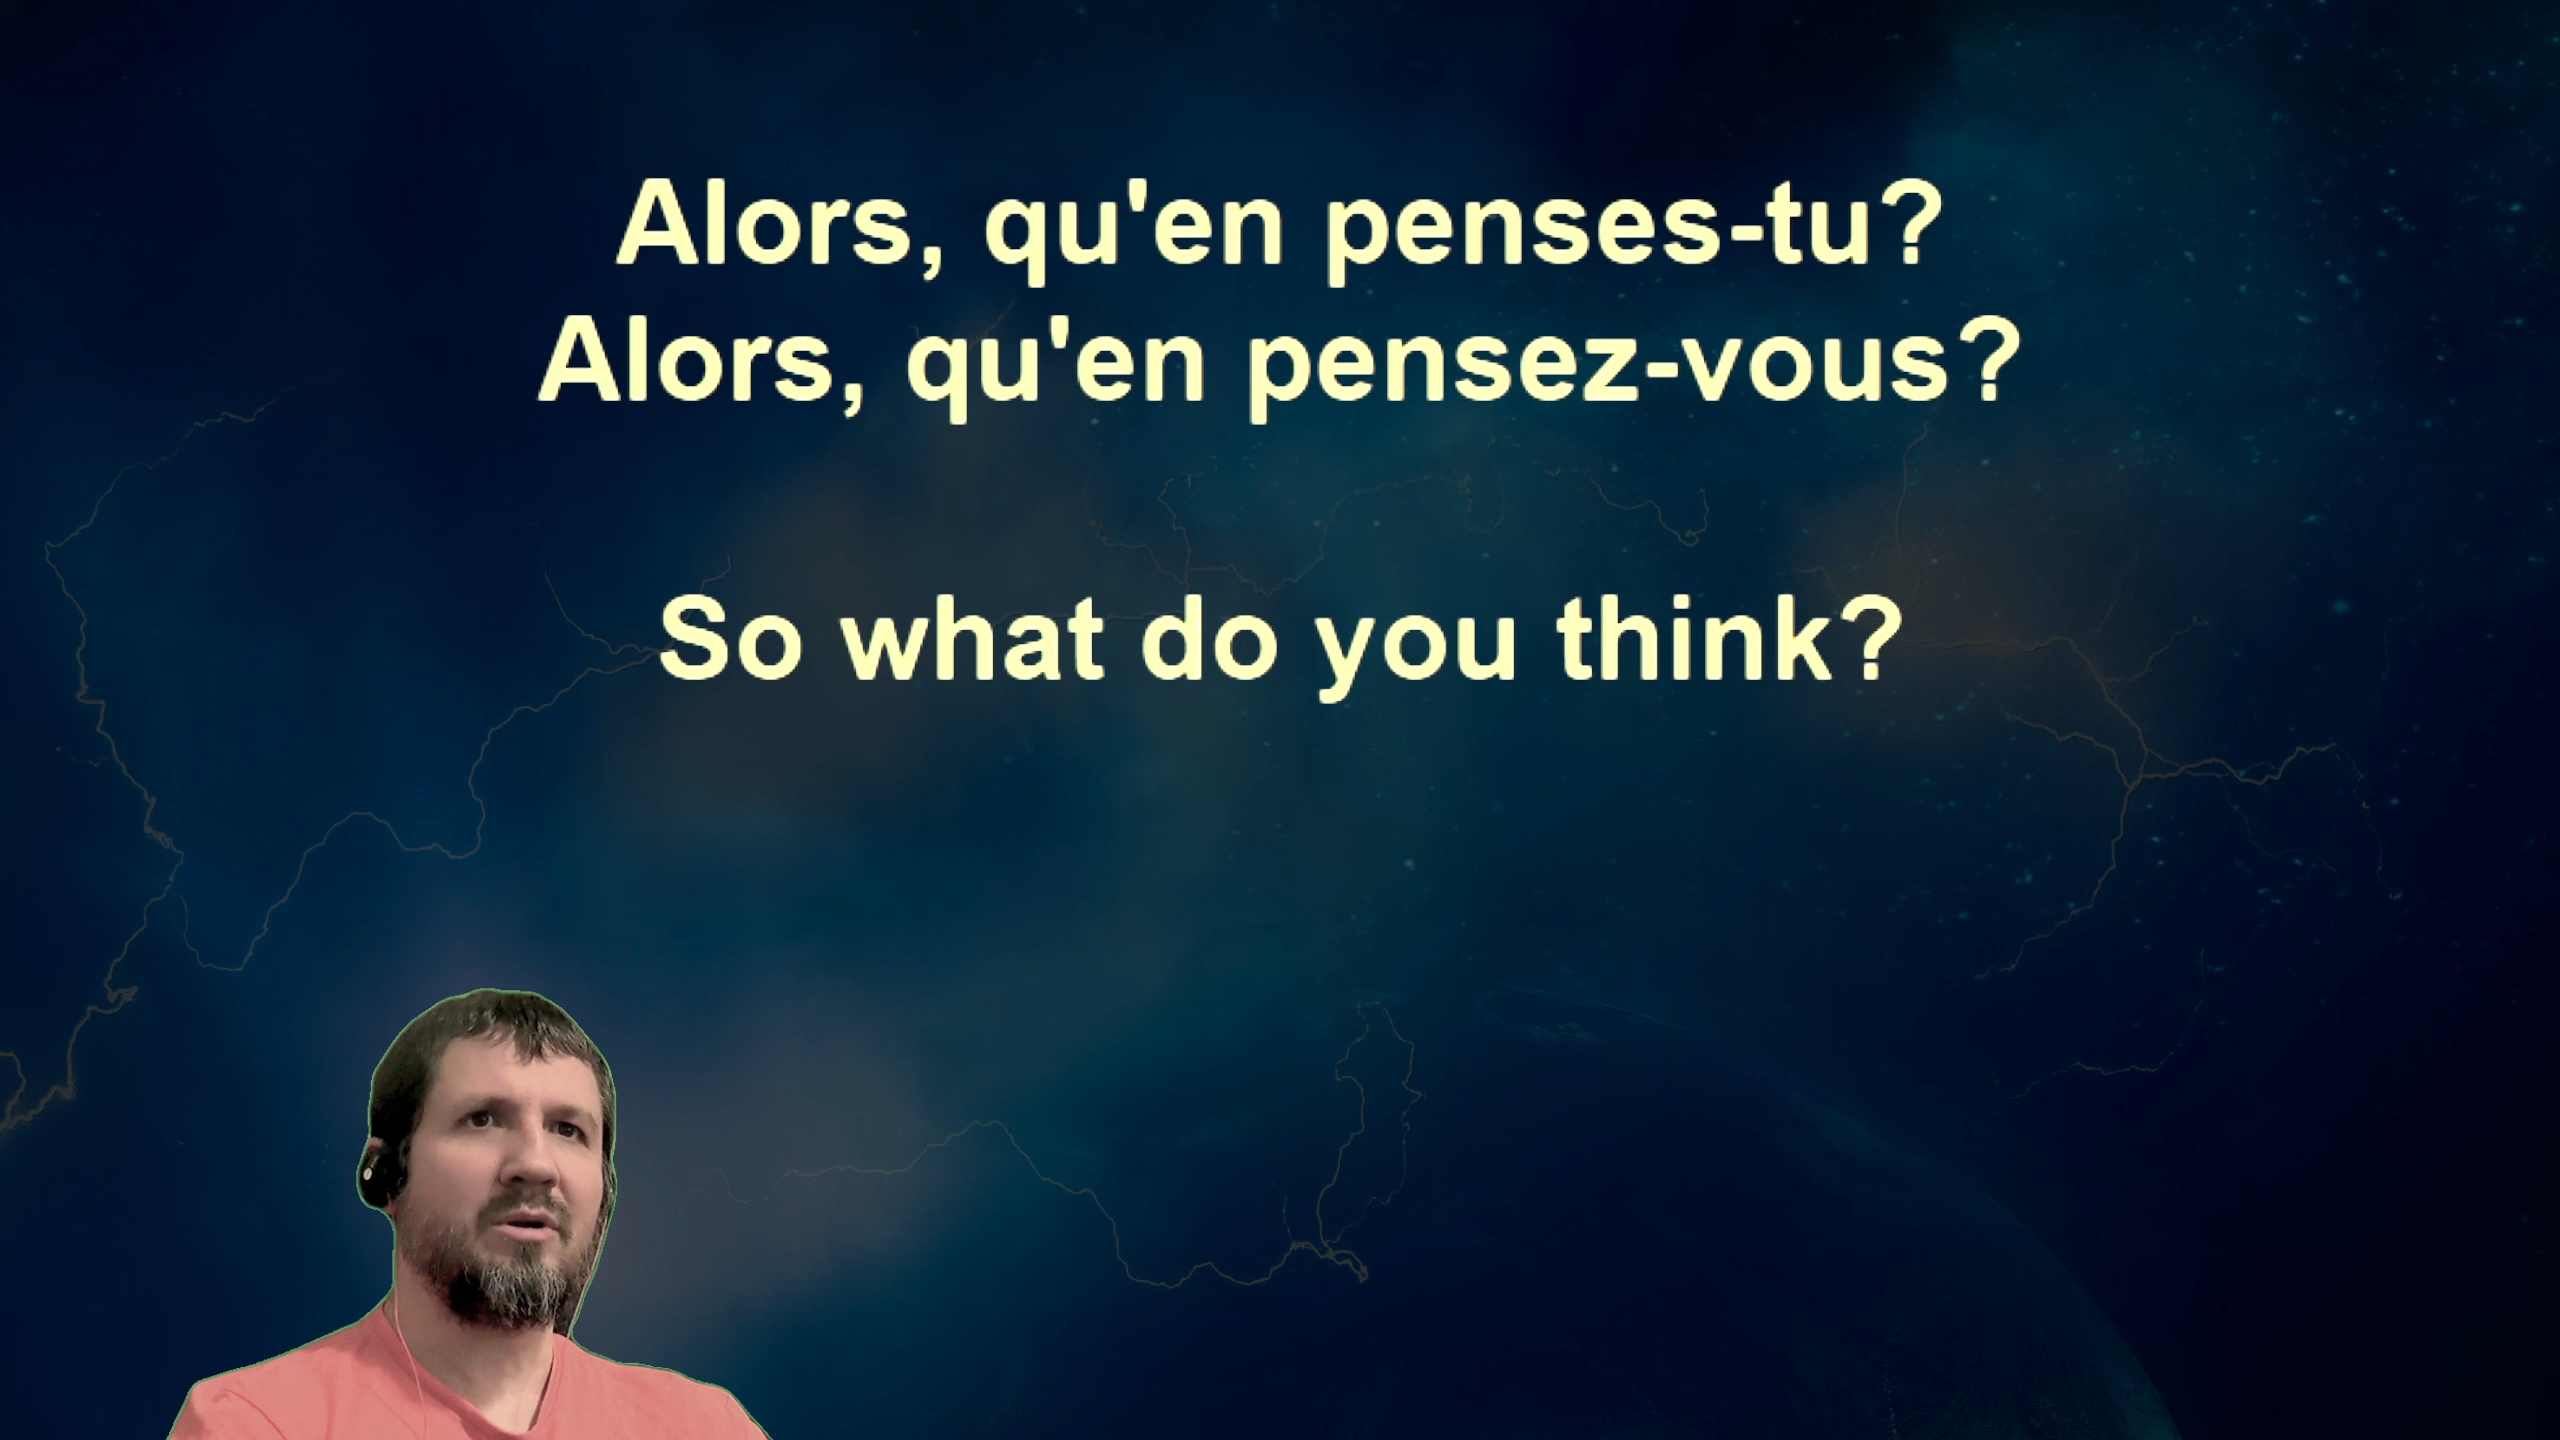 Alors, qu'en penses-tu?
Alors, qu'en pensez-vous?
So what do you think?